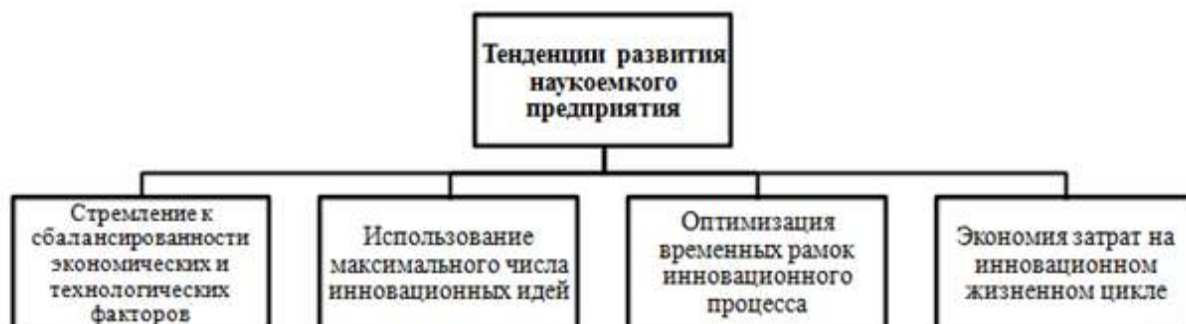 Тенденции развития
наукоемкого
предприятия
Стремление к
сбалансированности
экономических и
технологических
факторов
Использование
максимального числа
инновационных идей
Оптимизация
временных рамок
инновационного
процесса
Экономия затрат на
инновационном
жизненном цикле